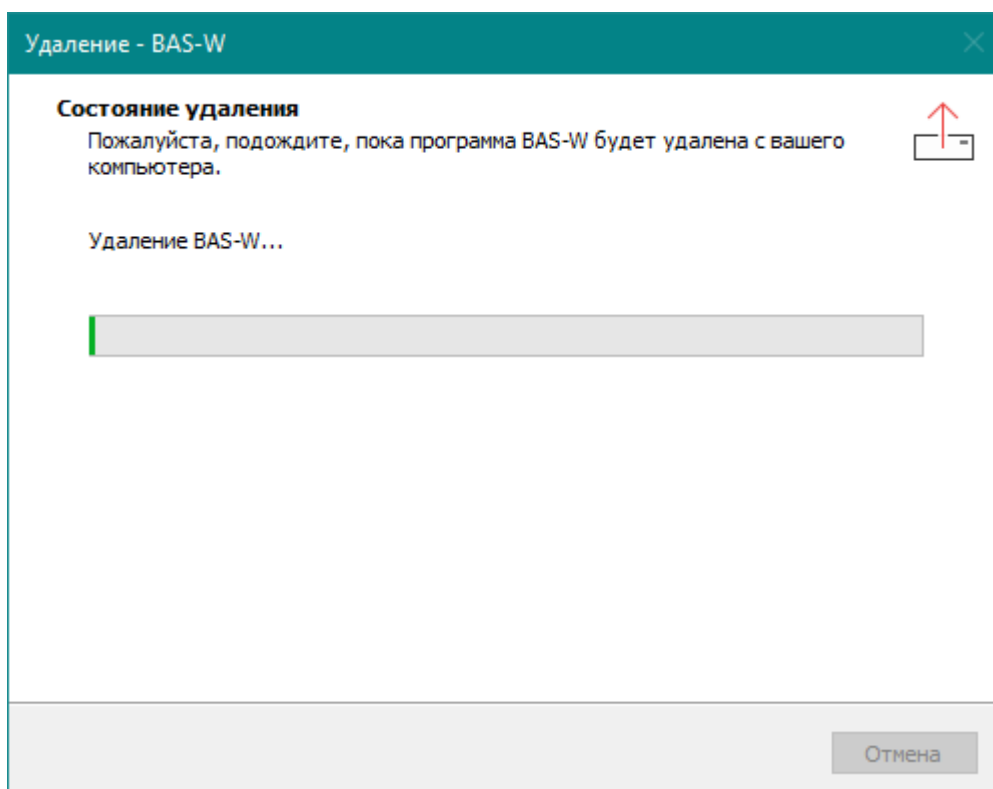 Удаление - BAS-W
Состояние удаления
Пожалуйста, подождите, пока программа BAS-W будет удалена с вашего
компьютера.
Удаление BAS-W...
Отмена